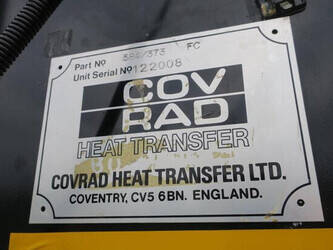 Part No FC
Unit Serial No 122008
COV
RAD
HEAT TRANSFER
COVRAD HEAT TRANSFER LTD.
COVENTRY, CV5 6BN. ENGLAND.